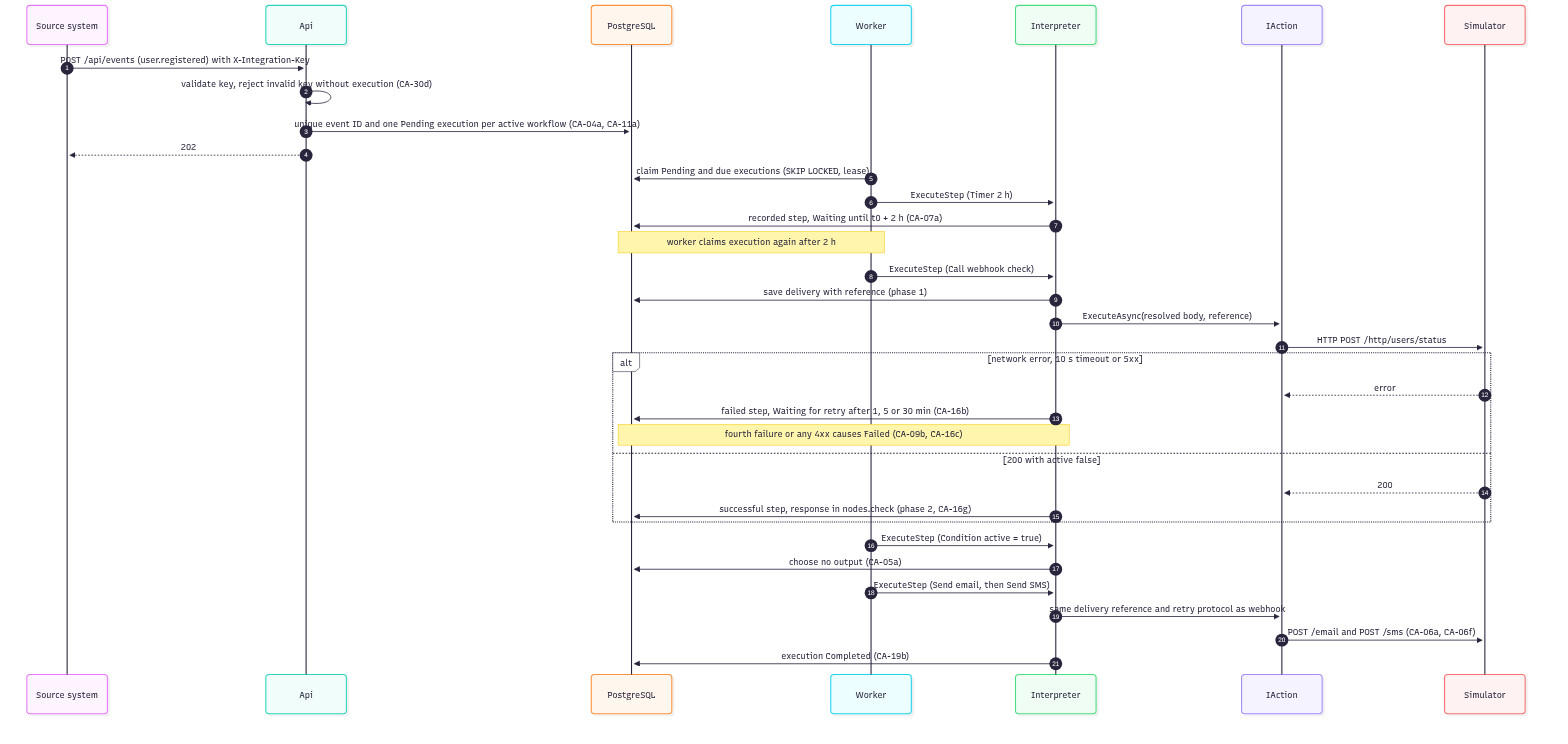 Source system
Api
PostgreSQL
Worker
Interpreter
IAction
Simulator
POST /api/events (user.registered) with X-Integration-Key
1
validate key, reject invalid key without execution (CA-30d)
2
unique event ID and one Pending execution per active workflow (CA-04a, CA-11a)
3
202
4
claim Pending and due executions (SKIP LOCKED, lease)
5
ExecuteStep (Timer 2 h)
6
recorded step, Waiting until t0 + 2 h (CA-07a)
7
worker claims execution again after 2 h
ExecuteStep (Call webhook check)
8
save delivery with reference (phase 1)
9
ExecuteAsync(resolved body, reference)
10
HTTP POST /http/users/status
11
alt
[network error, 10 s timeout or 5xx]
error
12
failed step, Waiting for retry after 1, 5 or 30 min (CA-16b)
13
fourth failure or any 4xx causes Failed (CA-09b, CA-16c)
[200 with active false]
200
14
successful step, response in nodes.check (phase 2, CA-16g)
15
ExecuteStep (Condition active = true)
16
choose no output (CA-05a)
17
ExecuteStep (Send email, then Send SMS)
18
same delivery reference and retry protocol as webhook
19
POST /email and POST /sms (CA-06a, CA-06f)
20
execution Completed (CA-19b)
21
Source system
Api
PostgreSQL
Worker
Interpreter
IAction
Simulator